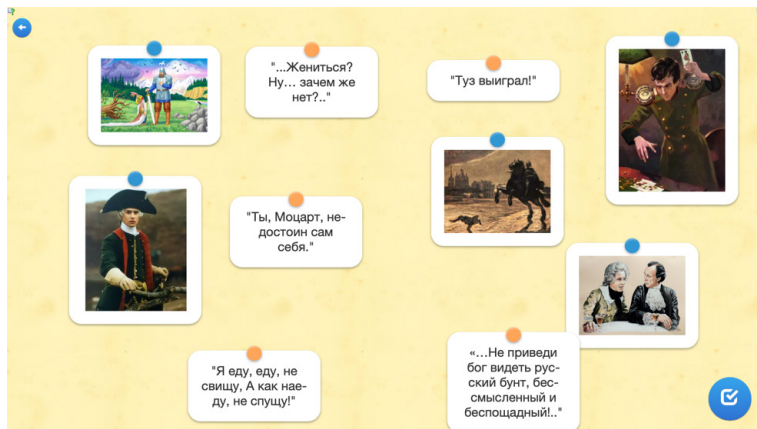 "...Жениться?
Ну... зачем же
нет?.."
"Туз выиграл!"
"Ты, Моцарт, не-
достоин сам
себя."
"Я еду, еду, не
свищу, А как нае-
ду, не спущу!"
«...Не приведи
бог видеть рус-
ский бунт, бес-
смысленный и
беспощадный!.."